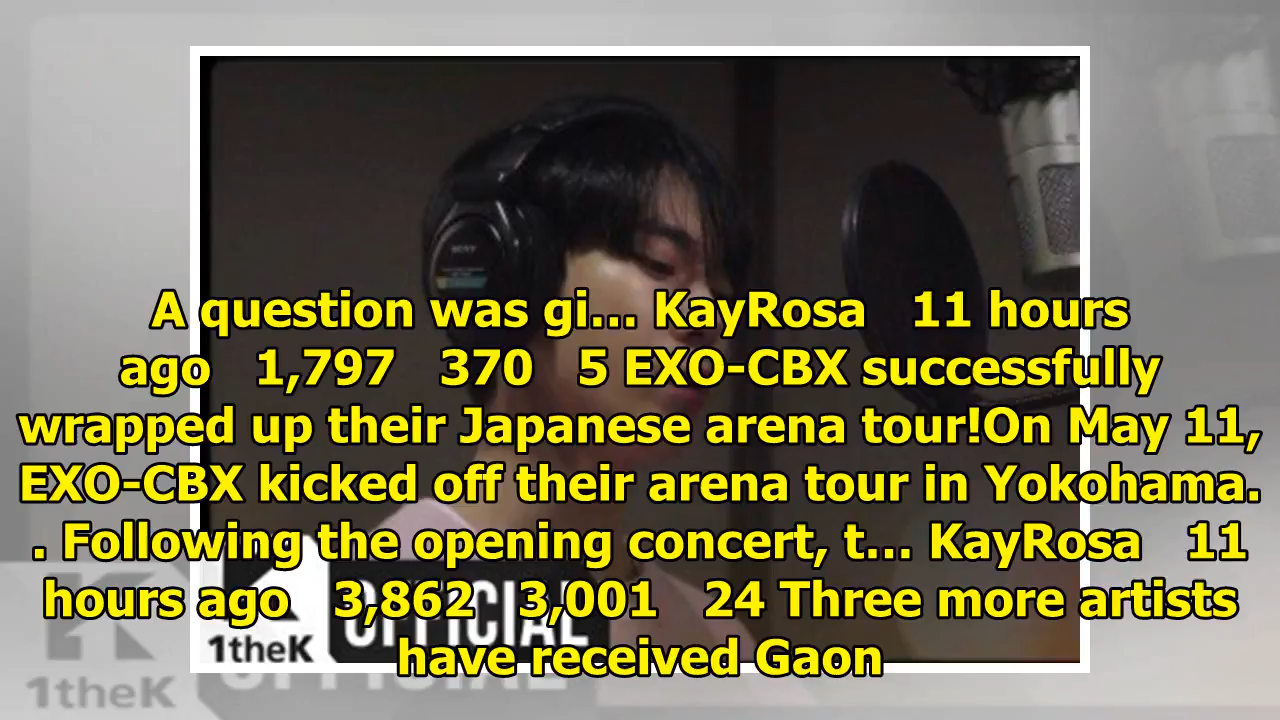 SONY
A question was gi... KayRosa 11 hours
ago 1,797 370 5 EXO-CBX successfully
wrapped up their Japanese arena tour!On May 11,
EXO-CBX kicked off their arena tour in Yokohama.
. Following the opening concert, t... KayRosa 11
hours ago 3,862 3,001 24 Three more artists
have received Gaon
1theK OFFICIAL
1theK OFFICIAL